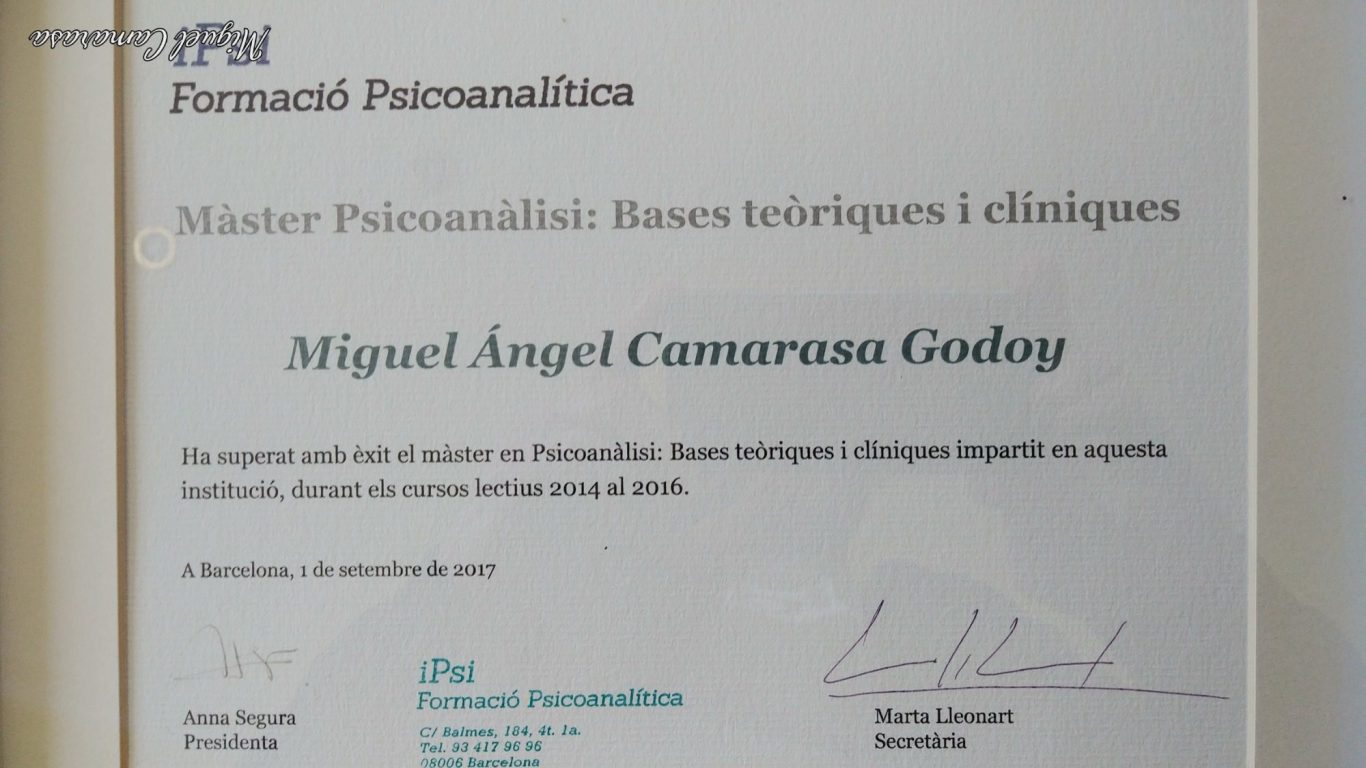 Miguel Camarasa
iPsi
Formació Psicoanalítica
Màster Psicoanàlisi: Bases teòriques i clíniques
Miguel Ángel Camarasa Godoy
Ha superat amb èxit el màster en Psicoanàlisi: Bases teòriques i clíniques impartit en aquesta
institució, durant els cursos lectius 2014 al 2016.
A Barcelona, 1 de setembre de 2017
Anna Segura
Presidenta
iPsi
Formació Psicoanalítica
C/ Balmes, 184, 4t. 1a.
Tel. 93 417 96 96
08006 Barcelona
Marta Lleonart
Secretària